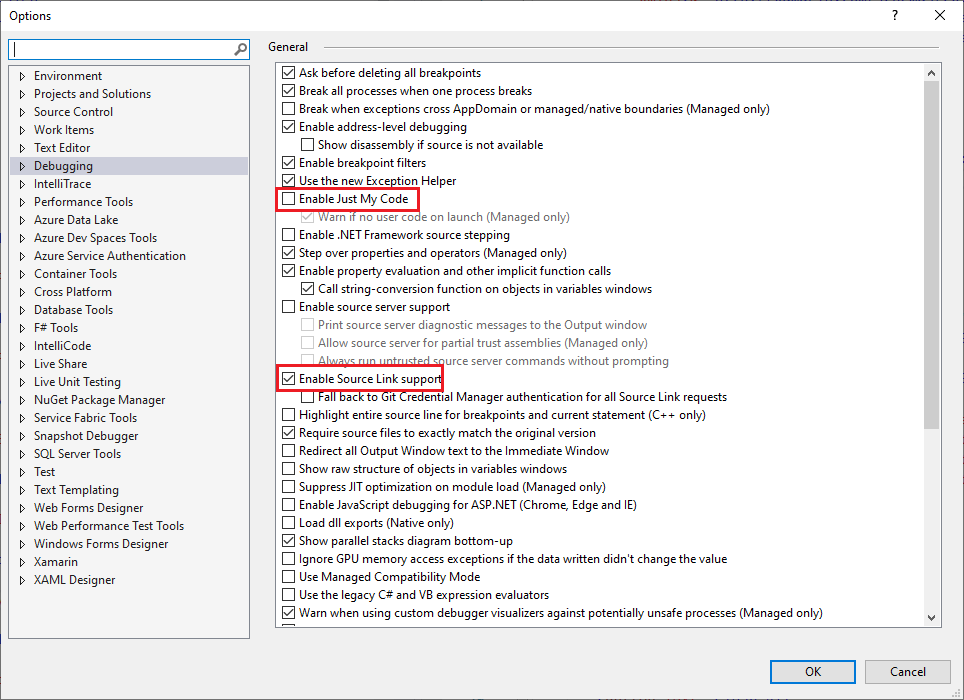 Options
?
General
Environment
Projects and Solutions
Source Control
Work Items
Text Editor
Debugging
IntelliTrace
Performance Tools
Azure Data Lake
Azure Dev Spaces Tools
Azure Service Authentication
Container Tools
Cross Platform
Database Tools
F# Tools
IntelliCode
Live Share
Live Unit Testing
NuGet Package Manager
Service Fabric Tools
Snapshot Debugger
SQL Server Tools
Test
Text Templating
Web Forms Designer
Web Performance Test Tools
Windows Forms Designer
Xamarin
XAML Designer
Ask before deleting all breakpoints
Break all processes when one process breaks
Break when exceptions cross AppDomain or managed/native boundaries (Managed only)
Enable address-level debugging
Show disassembly if source is not available
Enable breakpoint filters
Use the new Exception Helper
Enable Just My Code
Warn if no user code on launch (Managed only)
Enable .NET Framework source stepping
Step over properties and operators (Managed only)
Enable property evaluation and other implicit function calls
Call string-conversion function on objects in variables windows
Enable source server support
Print source server diagnostic messages to the Output window
Allow source server for partial trust assemblies (Managed only)
Always run untrusted source server commands without prompting
Enable Source Link support
Fall back to Git Credential Manager authentication for all Source Link requests
Highlight entire source line for breakpoints and current statement (C++ only)
Require source files to exactly match the original version
Redirect all Output Window text to the Immediate Window
Show raw structure of objects in variables windows
Suppress JIT optimization on module load (Managed only)
Enable JavaScript debugging for ASP.NET (Chrome, Edge and IE)
Load dll exports (Native only)
Show parallel stacks diagram bottom-up
Ignore GPU memory access exceptions if the data written didn't change the value
Use Managed Compatibility Mode
Use the legacy C# and VB expression evaluators
Warn when using custom debugger visualizers against potentially unsafe processes (Managed only)
OK
Cancel